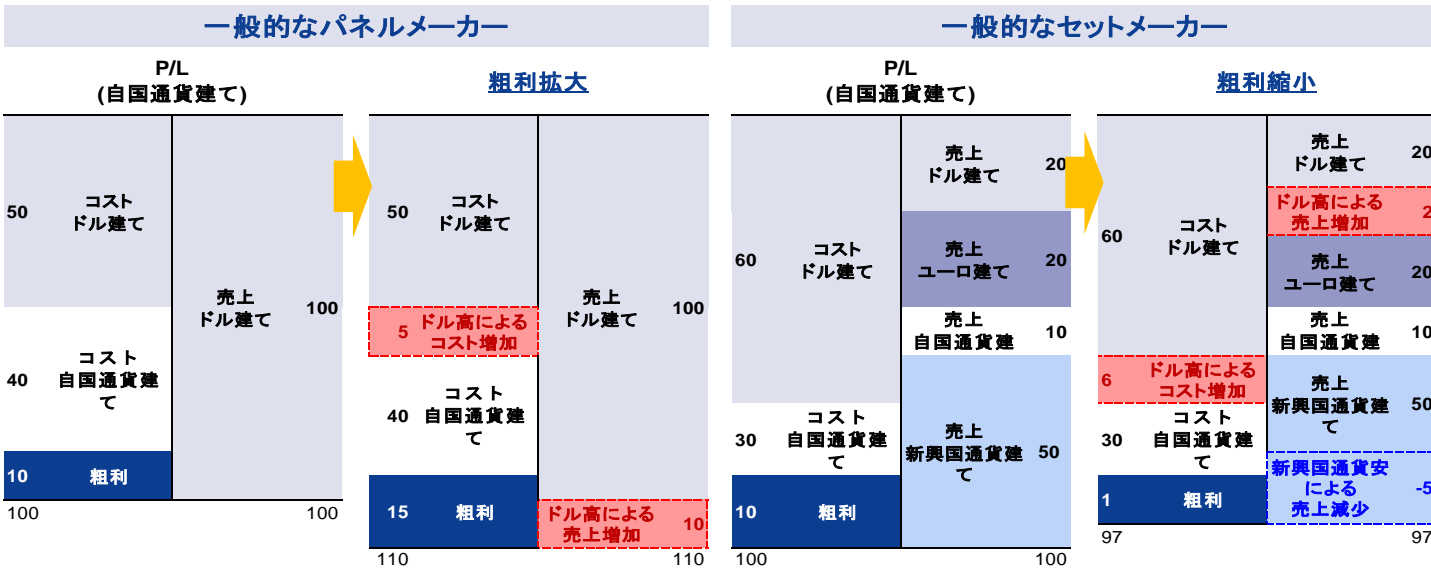 一般的なパネルメーカー
P/L
(自国通貨建て)
粗利拡大
50
コスト
ドル建て
40
コスト
自国通貨建
て
10
粗利
売上
ドル建て
100
100
100
50
コスト
ドル建て
5
ドル高による
コスト増加
40
コスト
自国通貨建
て
15
粗利
売上
ドル建て
100
ドル高による
売上増加
10
110
110
一般的なセットメーカー
P/L
(自国通貨建て)
粗利縮小
60
コスト
ドル建て
30
コスト
自国通貨建
て
10
粗利
売上
ドル建て
20
売上
ユーロ建て
20
売上
自国通貨建
10
売上
新興国通貨建
て
50
100
100
60
コスト
ドル建て
6
ドル高による
コスト増加
30
コスト
自国通貨建
て
1
粗利
売上
ドル建て
20
ドル高による
売上増加
2
売上
ユーロ建て
20
売上
自国通貨建
10
売上
新興国通貨建
て
50
新興国通貨安
による
売上減少
-5
97
97